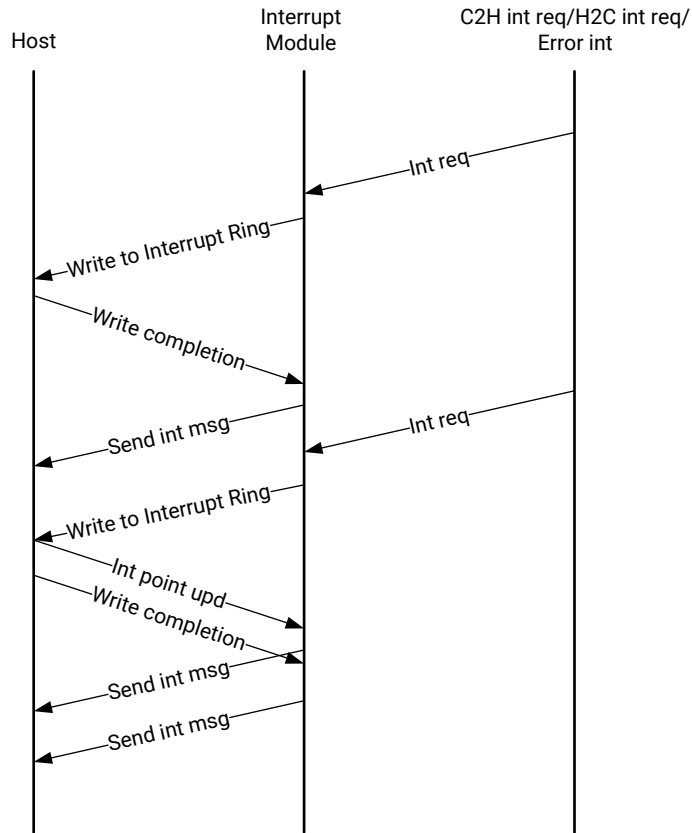 Host
Interrupt
Module
C2H int req/H2C int req/
Error int
Int req
Write to Interrupt Ring
Write completion
Send int msg
Int req
Write to Interrupt Ring
Int point upd
Write completion
Send int msg
Send int msg